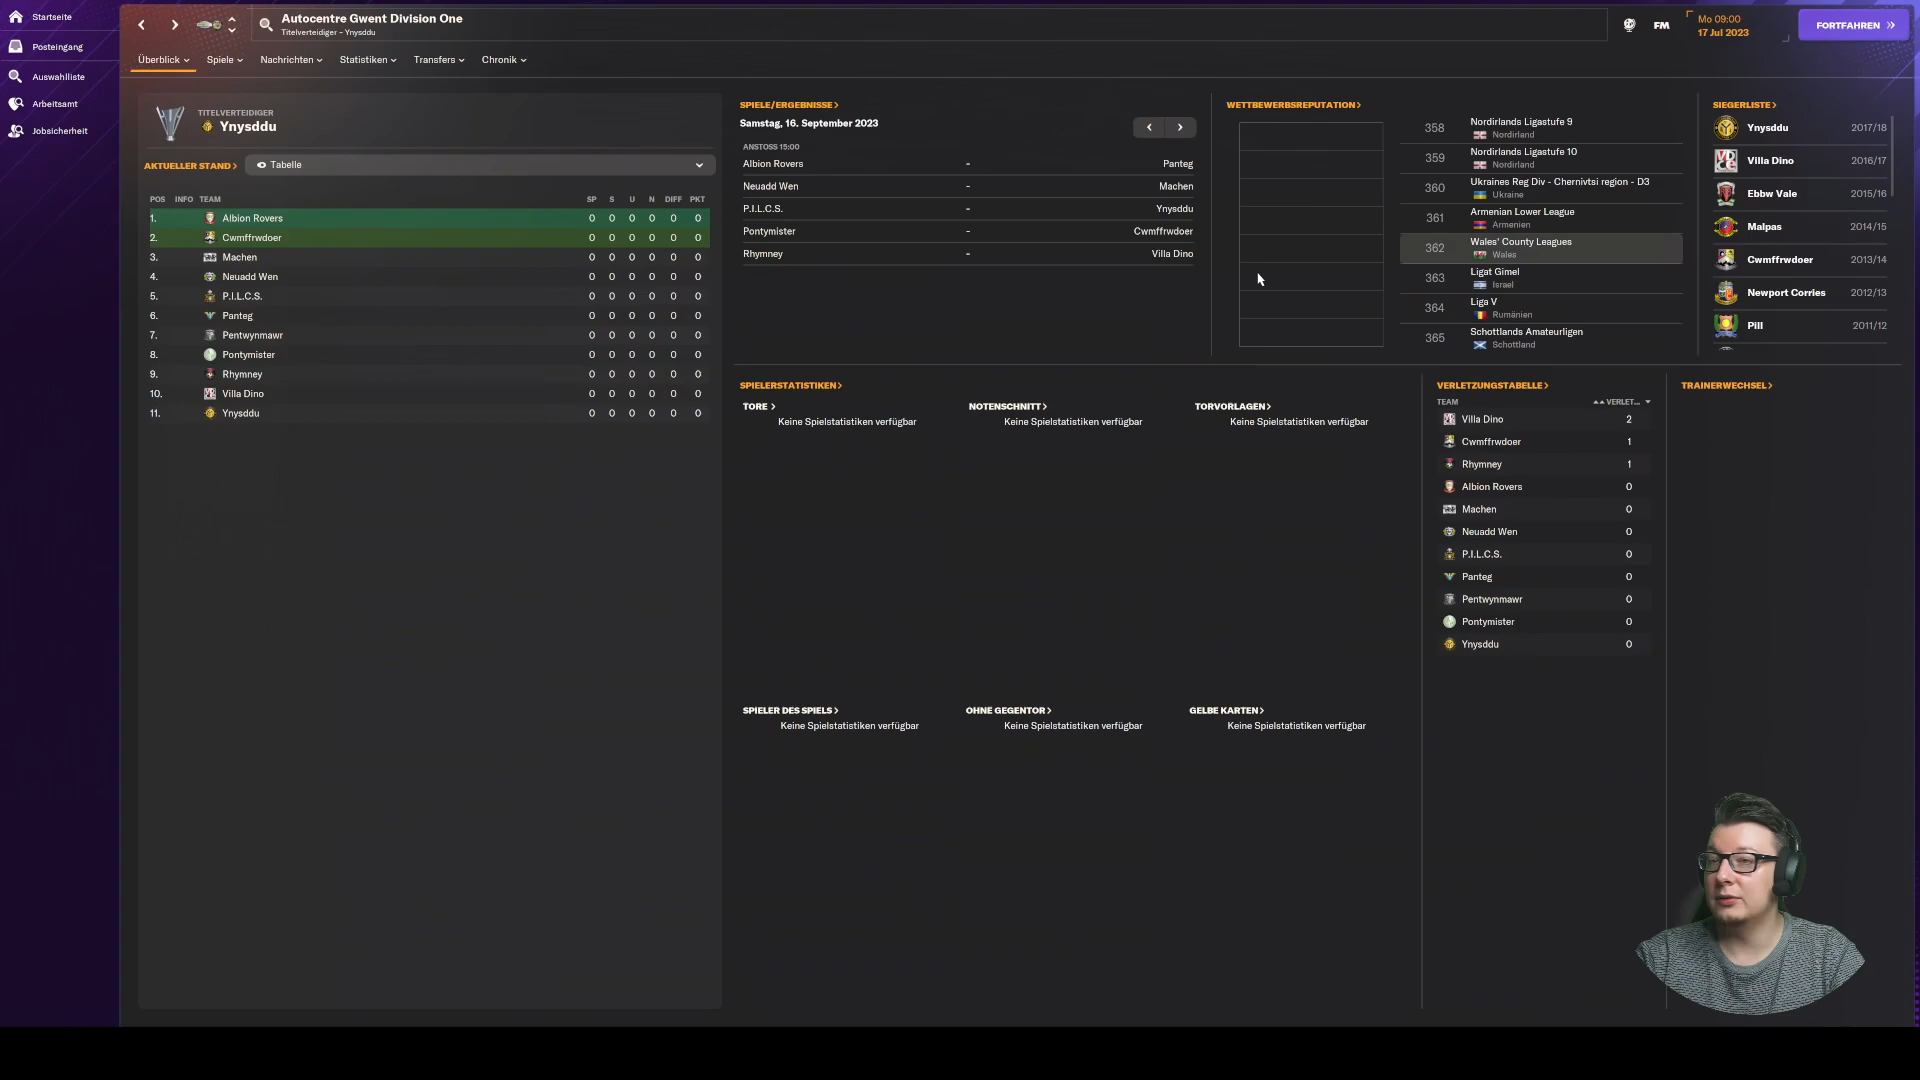 Startseite
Posteingang
Auswahlliste
Arbeitsamt
Jobsicherheit
Autocentre Gwent Division One
Titelverteidiger - Ynysddu
FM
Mo 09:00
17 Jul 2023
FORTFAHREN
Überblick
Spiele
Nachrichten
Statistiken
Transfers
Chronik
TITELVERTEIDIGER
Ynysddu
AKTUELLER STAND
Tabelle
POS INFO TEAM SP S U N DIFF PKT
1. Albion Rovers 0 0 0 0 0 0
2. Cwmffrwdoer 0 0 0 0 0 0
3. Machen 0 0 0 0 0 0
4. Neuadd Wen 0 0 0 0 0 0
5. P.I.L.C.S. 0 0 0 0 0 0
6. Panteg 0 0 0 0 0 0
7. Pentwynmawr 0 0 0 0 0 0
8. Pontymister 0 0 0 0 0 0
9. Rhymney 0 0 0 0 0 0
10. Villa Dino 0 0 0 0 0 0
11. Ynysddu 0 0 0 0 0 0
SPIELE/ERGEBNISSE
Samstag, 16. September 2023
ANSTOSS 15:00
Albion Rovers - Panteg
Neuadd Wen - Machen
P.I.L.C.S. - Ynysddu
Pontymister - Cwmffrwdoer
Rhymney - Villa Dino
WETTBEWERBSREPUTATION
358 Nordirlands Ligastufe 9
Nordirland
359 Nordirlands Ligastufe 10
Nordirland
360 Ukraines Reg Div - Chernivtsi region - D3
Ukraine
361 Armenian Lower League
Armenien
362 Wales' County Leagues
Wales
363 Ligat Gimel
Israel
364 Liga V
Rumänien
365 Schottlands Amateurligen
Schottland
SIEGERLISTE
Ynysddu 2017/18
Villa Dino 2016/17
Ebbw Vale 2015/16
Malpas 2014/15
Cwmffrwdoer 2013/14
Newport Corries 2012/13
Pill 2011/12
SPIELERSTATISTIKEN
TORE
Keine Spielstatistiken verfügbar
NOTENSCHNITT
Keine Spielstatistiken verfügbar
TORVORLAGEN
Keine Spielstatistiken verfügbar
SPIELER DES SPIELS
Keine Spielstatistiken verfügbar
OHNE GEGENTOR
Keine Spielstatistiken verfügbar
GELBE KARTEN
Keine Spielstatistiken verfügbar
VERLETZUNGSTABELLE
TEAM VERLET...
Villa Dino 2
Cwmffrwdoer 1
Rhymney 1
Albion Rovers 0
Machen 0
Neuadd Wen 0
P.I.L.C.S. 0
Panteg 0
Pentwynmawr 0
Pontymister 0
Ynysddu 0
TRAINERWECHSEL